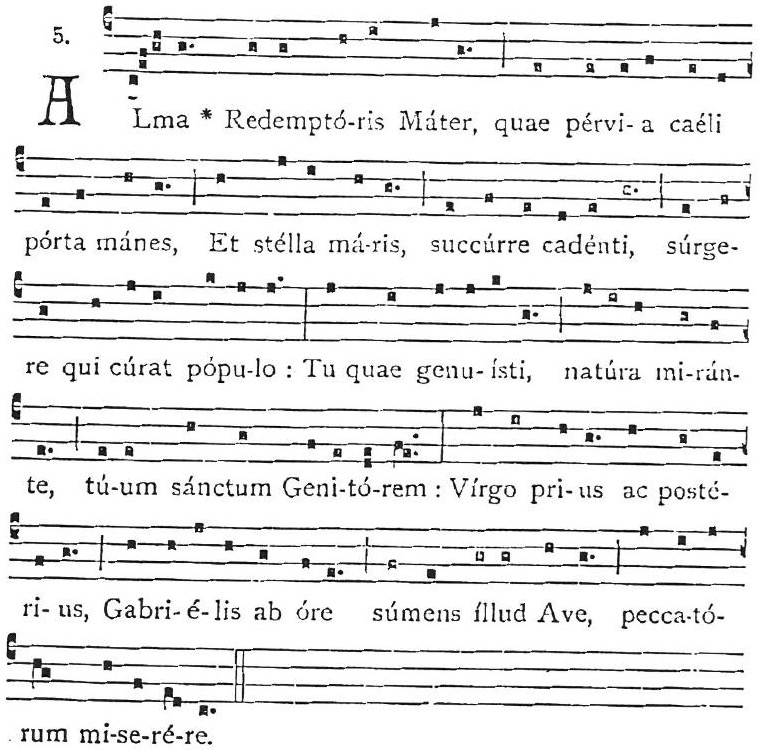 5.
ALma * Redemptó-ris Máter, quae pérvi- a caéli
pórta mánes, Et stélla má-ris, succúrre cadénti, súrge-
re qui cúrat pópu-lo : Tu quae genu-ísti, natúra mi-rán-
te, tú-um sánctum Geni-tó-rem : Vírgo pri-us ac posté-
ri- us, Gabri- é-lis ab óre súmens íllud Ave, pecca-tó-
rum mi-se-ré-re.